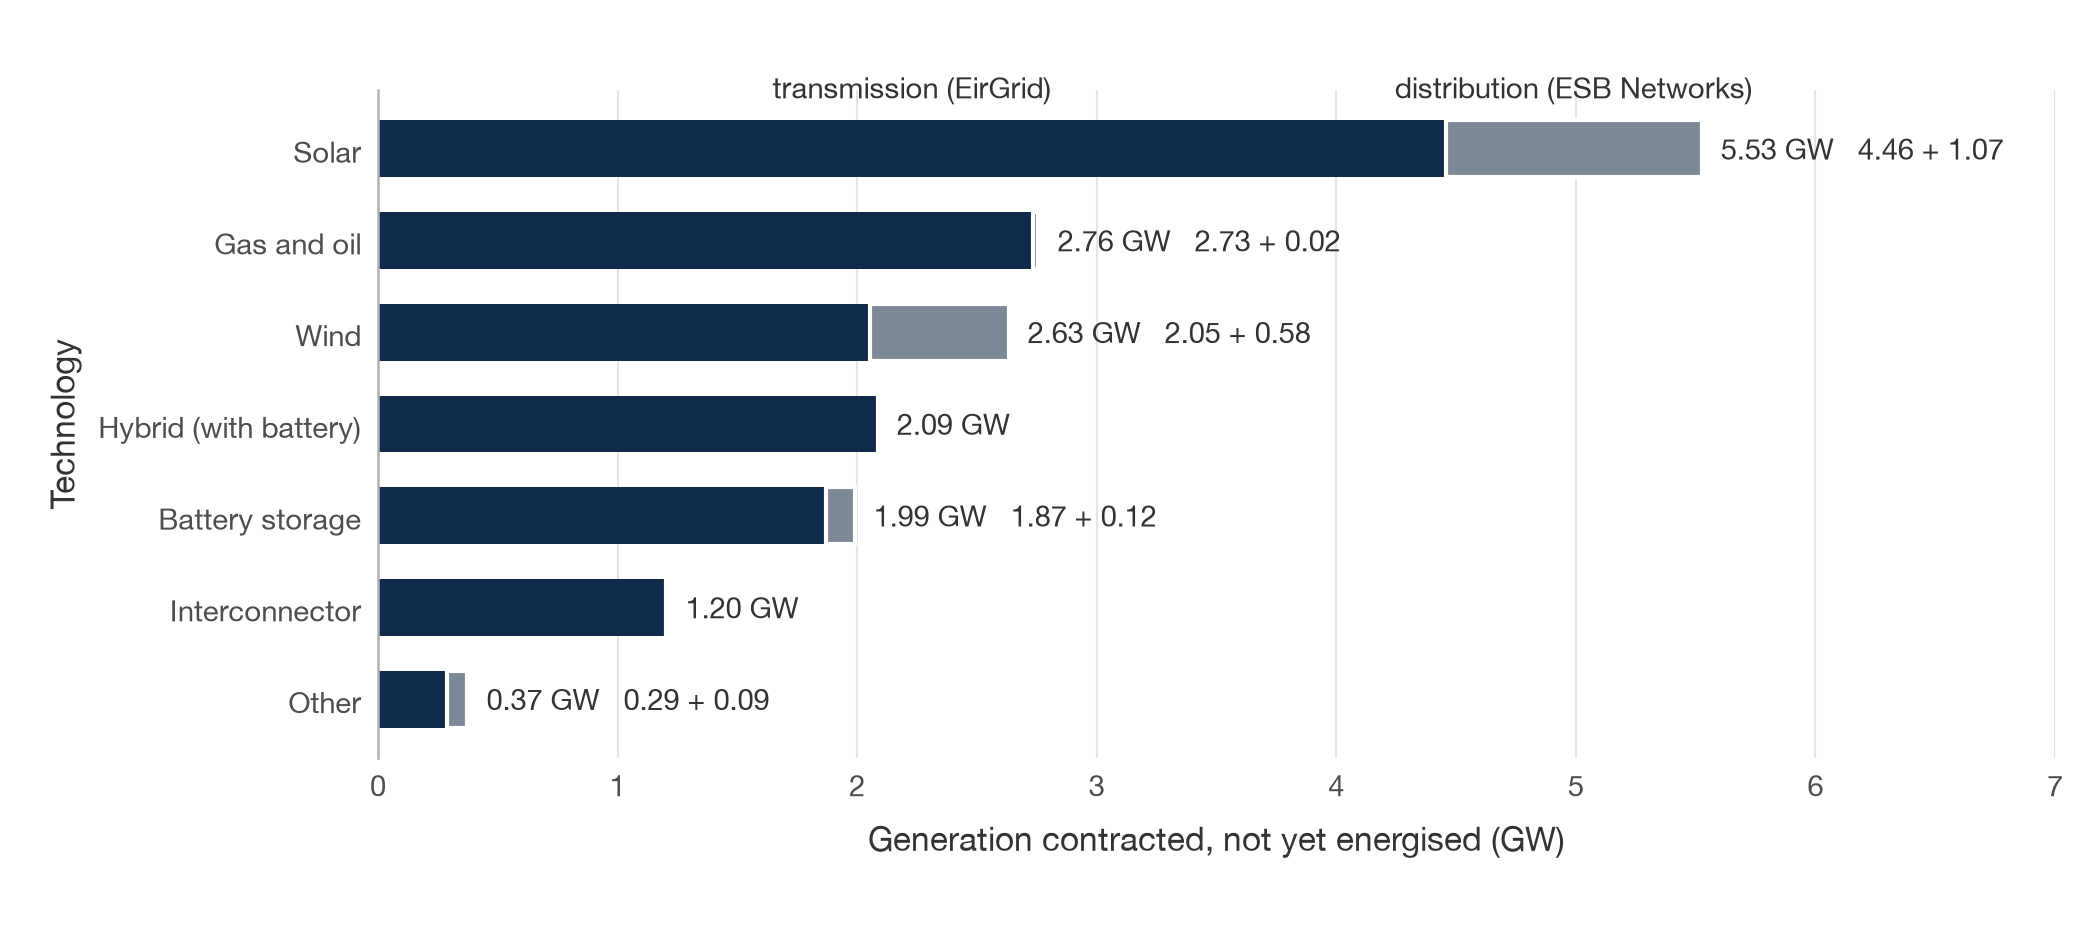 transmission (EirGrid)
distribution (ESB Networks)
Solar
5.53 GW 4.46 + 1.07
Gas and oil
2.76 GW 2.73 + 0.02
Wind
2.63 GW 2.05 + 0.58
Technology
Hybrid (with battery)
2.09 GW
Battery storage
1.99 GW 1.87 + 0.12
Interconnector
1.20 GW
Other
0.37 GW 0.29 + 0.09
0 1 2 3 4 5 6 7
Generation contracted, not yet energised (GW)